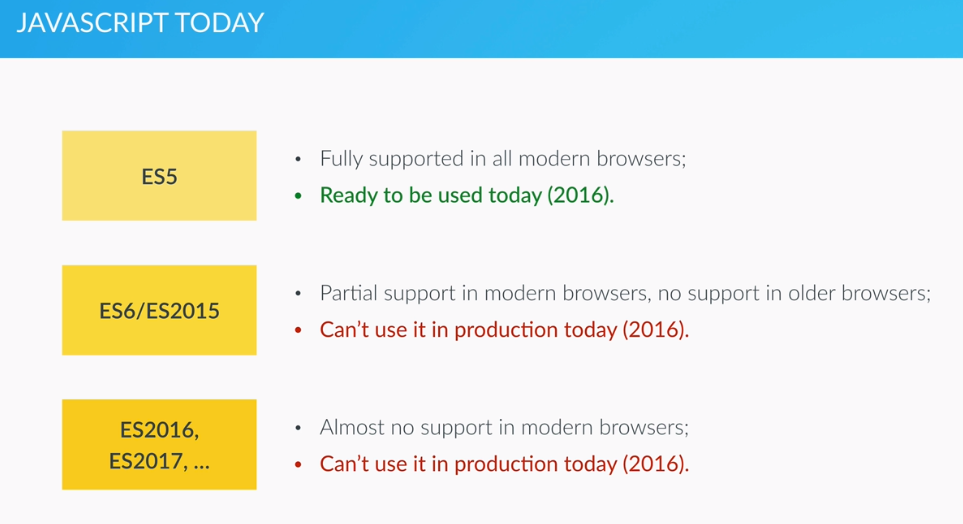 JAVASCRIPT TODAY
ES5
• Fully supported in all modern browsers;
• Ready to be used today (2016).
ES6/ES2015
• Partial support in modern browsers, no support in older browsers;
• Can't use it in production today (2016).
ES2016,
ES2017, ...
• Almost no support in modern browsers;
• Can't use it in production today (2016).